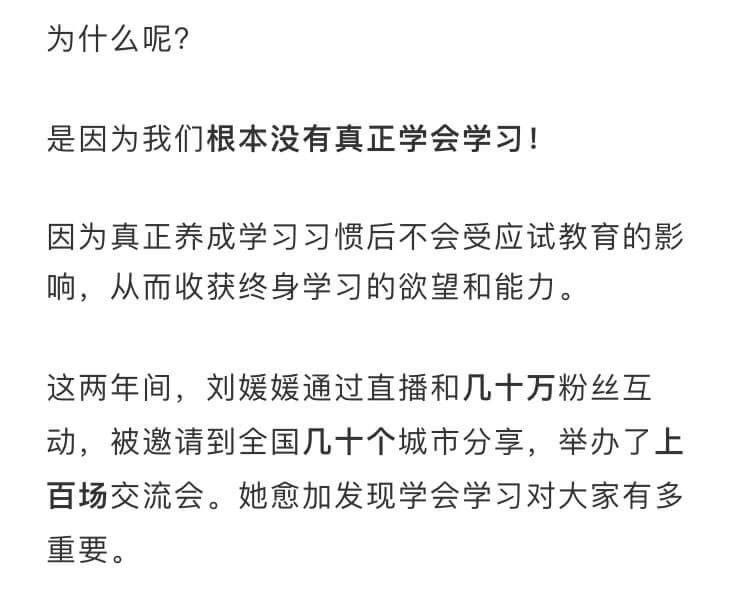 为什么呢？
是因为我们根本没有真正学会学习！
因为真正养成学习习惯后不会受应试教育的影
响，从而收获终身学习的欲望和能力。
这两年间，刘媛媛通过直播和几十万粉丝互
动，被邀请到全国几十个城市分享，举办了上
百场交流会。她愈加发现学会学习对大家有多
重要。